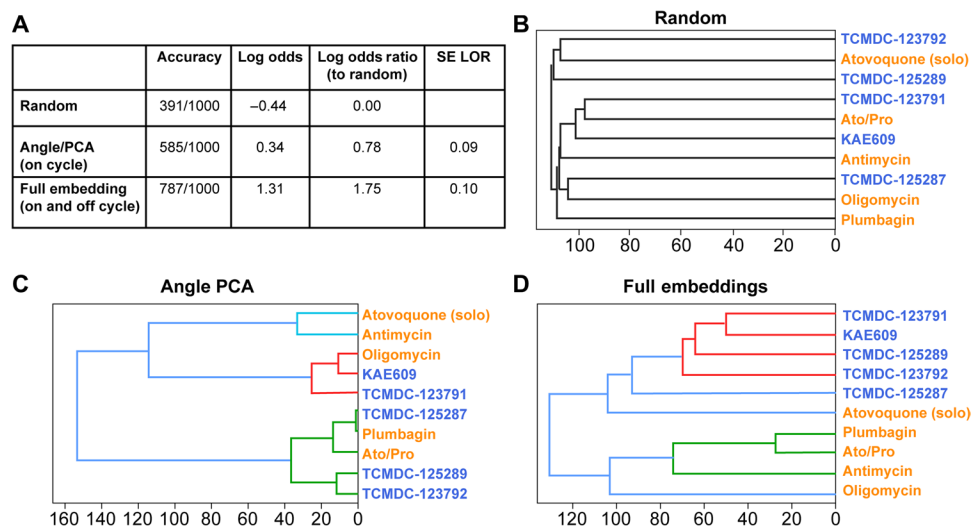 A
Accuracy Log odds Log odds ratio SE LOR
(to random)
Random 391/1000 –0.44 0.00
Angle/PCA 585/1000 0.34 0.78 0.09
(on cycle)
Full embedding 787/1000 1.31 1.75 0.10
(on and off cycle)
B
Random
TCMDC-123792
Atovoquone (solo)
TCMDC-125289
TCMDC-123791
Ato/Pro
KAE609
Antimycin
TCMDC-125287
Oligomycin
Plumbagin
100 80 60 40 20 0
C
Angle PCA
Atovoquone (solo)
Antimycin
Oligomycin
KAE609
TCMDC-123791
TCMDC-125287
Plumbagin
Ato/Pro
TCMDC-125289
TCMDC-123792
160 140 120 100 80 60 40 20 0
D
Full embeddings
TCMDC-123791
KAE609
TCMDC-125289
TCMDC-123792
TCMDC-125287
Atovoquone (solo)
Plumbagin
Ato/Pro
Antimycin
Oligomycin
120 100 80 60 40 20 0